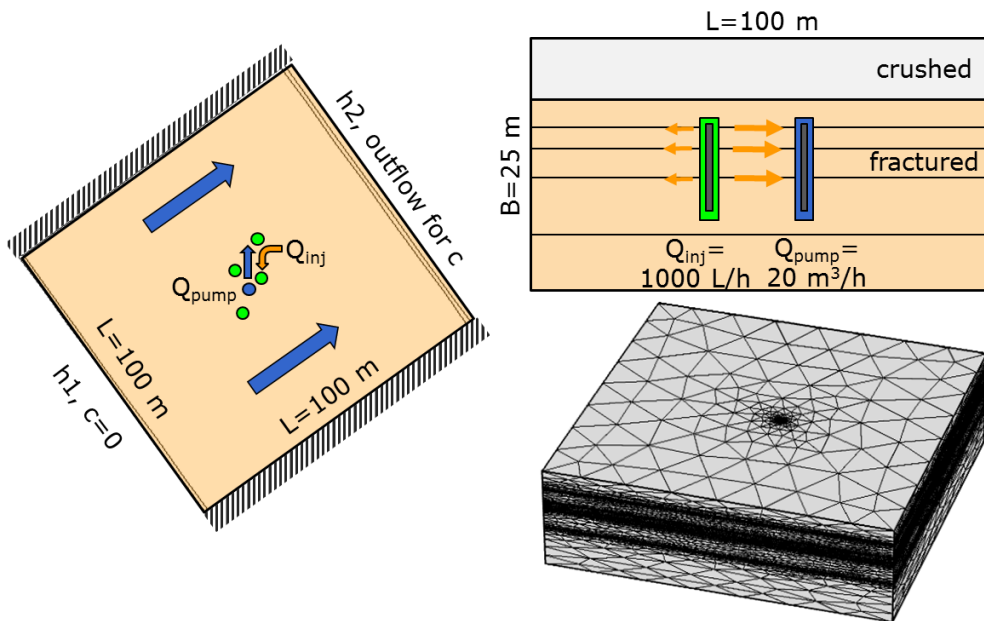 h2, outflow for c
Q_inj
Q_pump
L=100 m
L=100 m
h1, c=0
L=100 m
crushed
B=25 m
fractured
Q_inj= Q_pump=
1000 L/h 20 m³/h